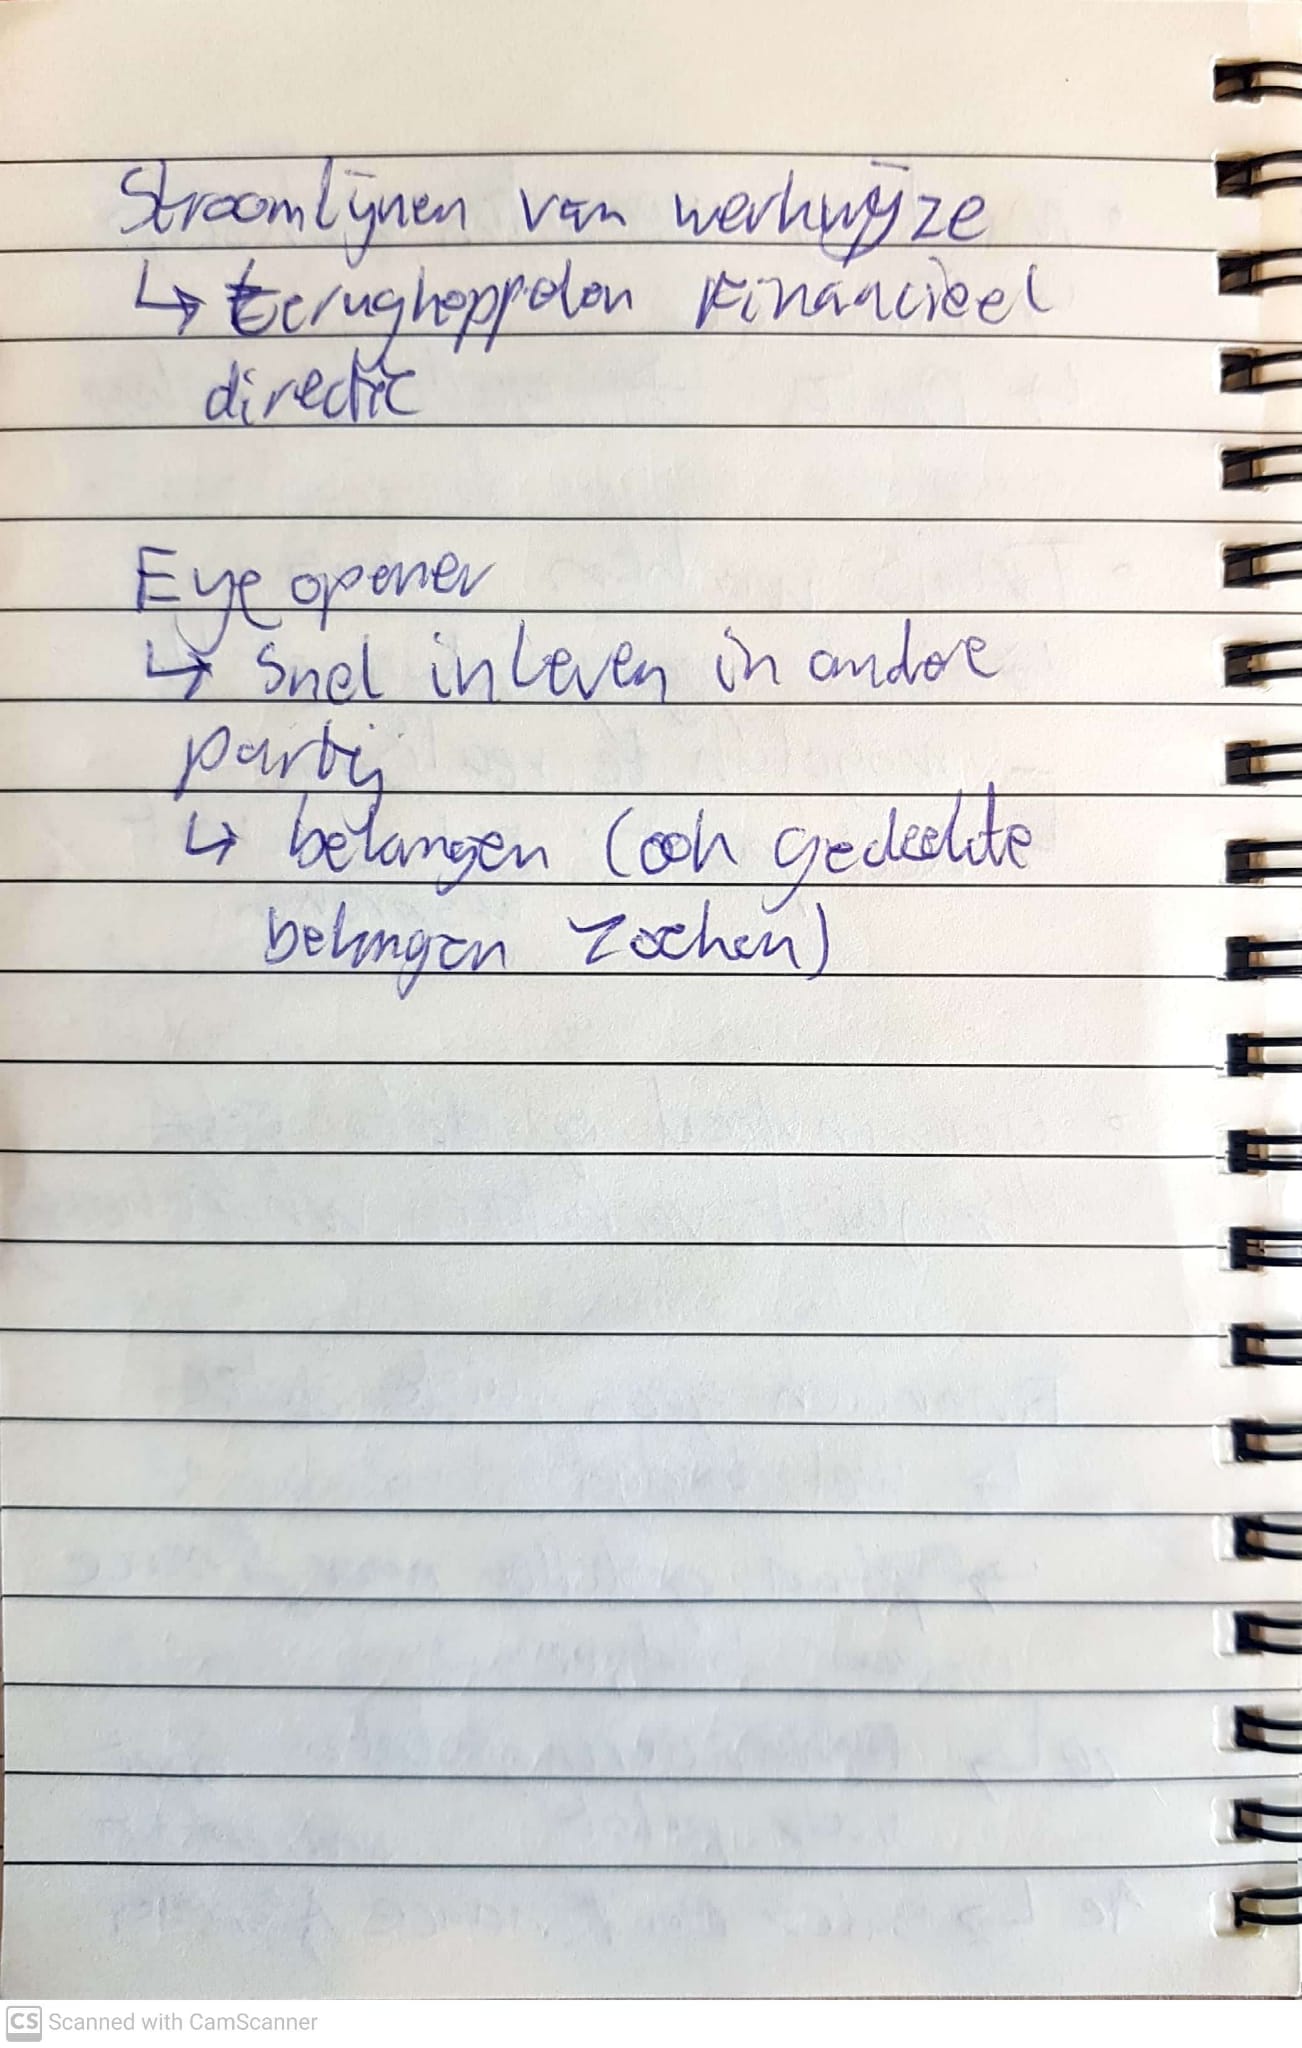 Stroomlijnen van werkwijze
↳ terugkoppelen Financieel
directie
Eye opener
↳ Snel inleven in andere
partij
↳ belangen (ook gedeelde
belangen zoeken)
CS Scanned with CamScanner